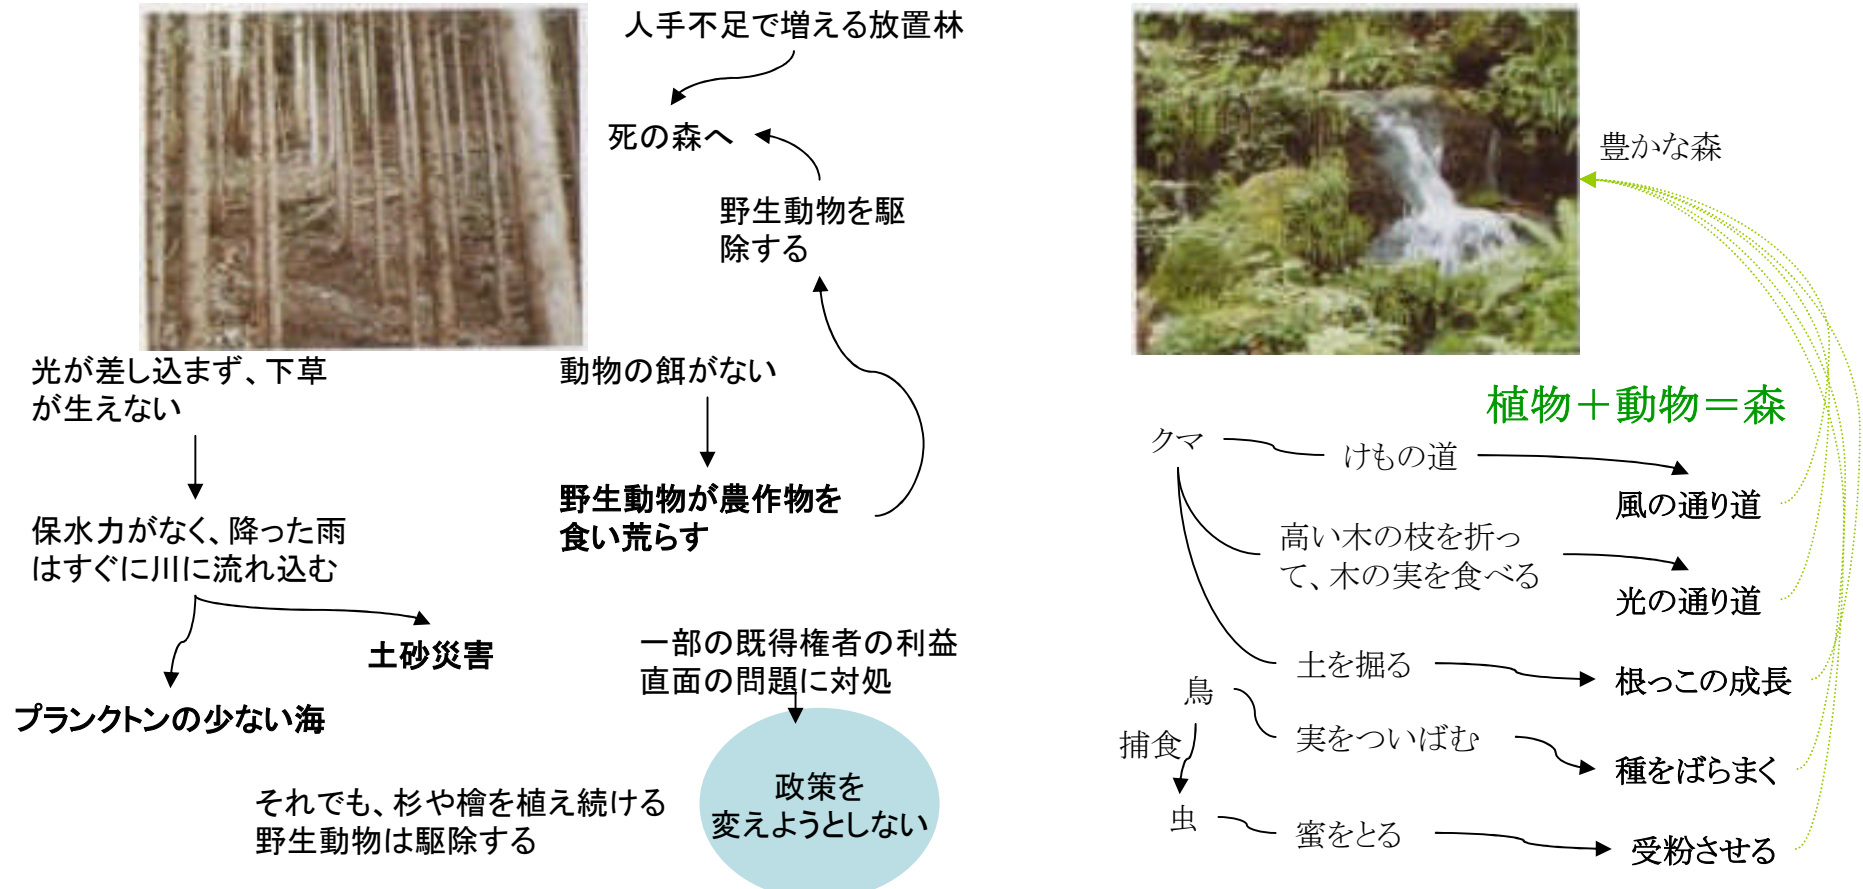 人手不足で増える放置林
死の森へ
野生動物を駆
除する
光が差し込まず、下草
が生えない
動物の餌がない
野生動物が農作物を
食い荒らす
保水力がなく、降った雨
はすぐに川に流れ込む
土砂災害
プランクトンの少ない海
一部の既得権者の利益
直面の問題に対処
政策を
変えようとしない
それでも、杉や檜を植え続ける
野生動物は駆除する
豊かな森
植物＋動物＝森
クマ
けもの道
風の通り道
高い木の枝を折っ
て、木の実を食べる
光の通り道
土を掘る
根っこの成長
鳥
実をついばむ
種をばらまく
捕食
虫
蜜をとる
受粉させる